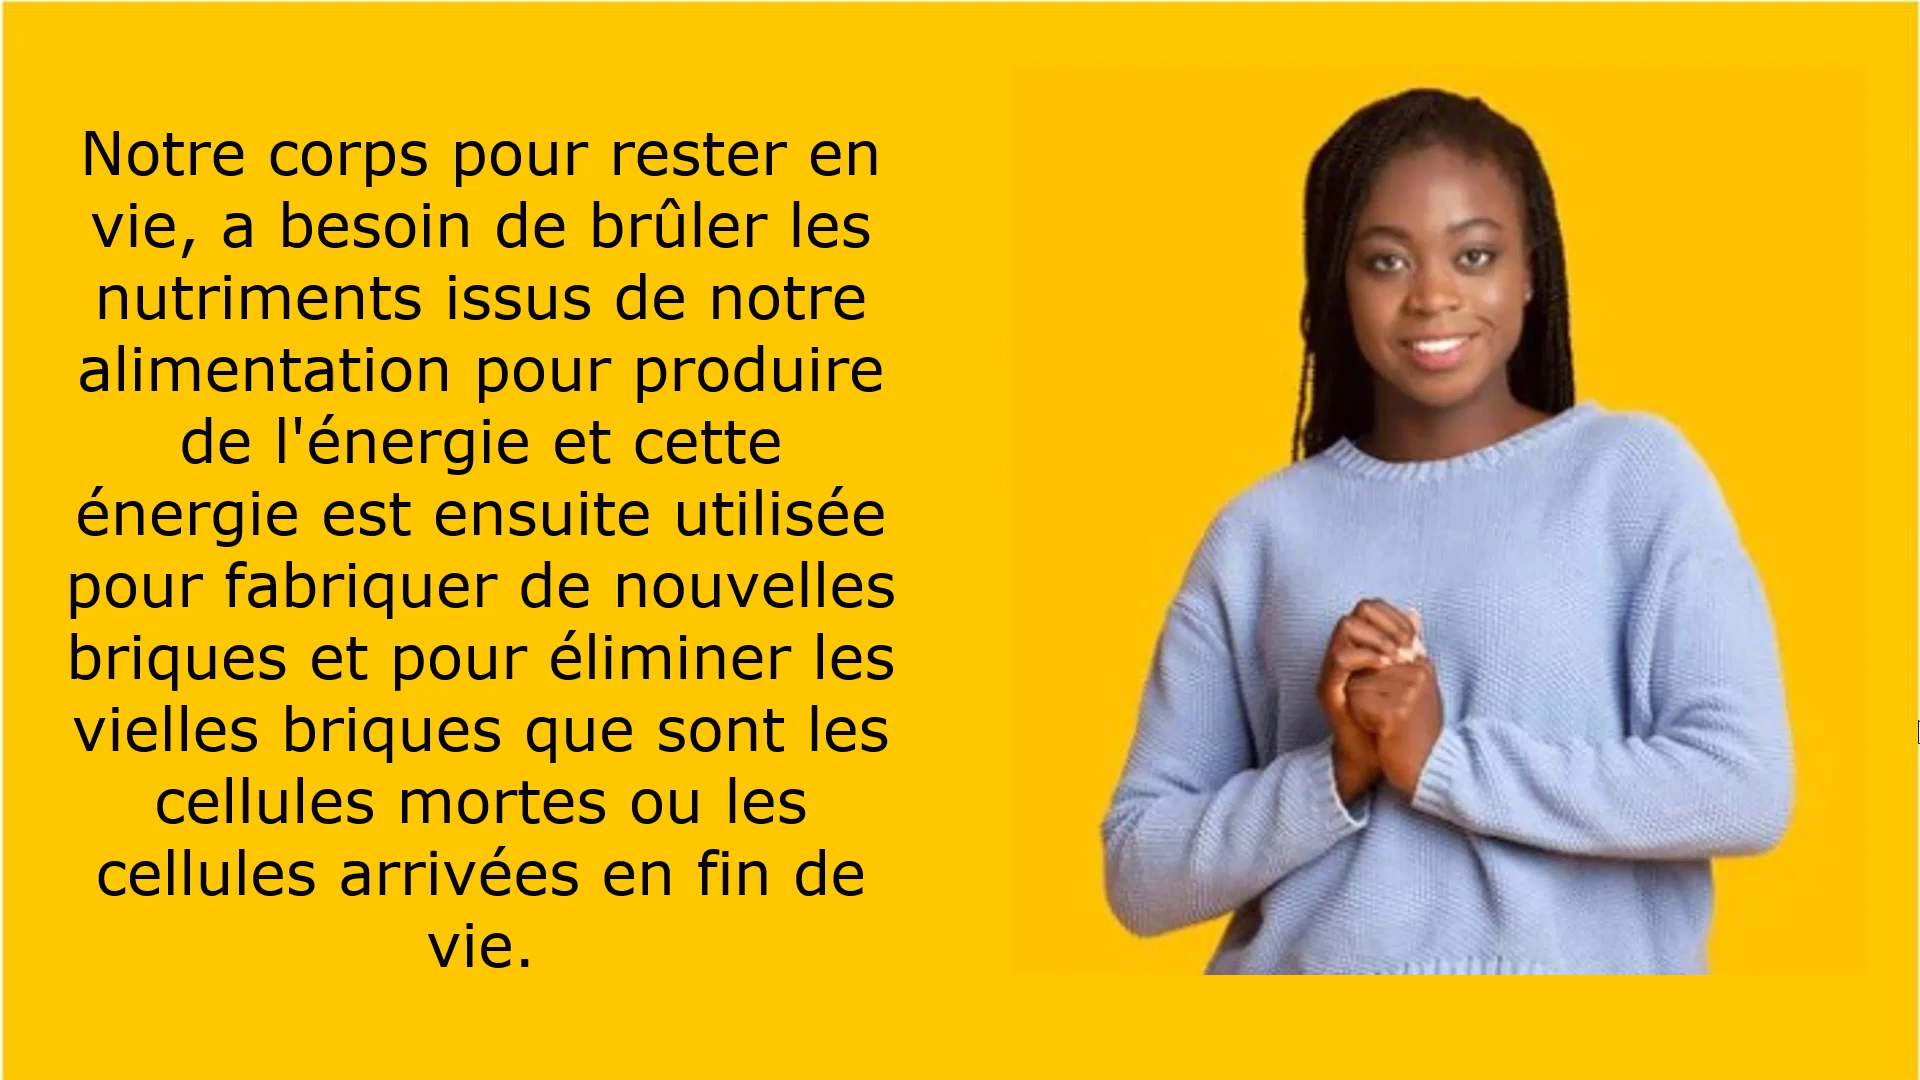 Notre corps pour rester en
vie, a besoin de brûler les
nutriments issus de notre
alimentation pour produire
de l'énergie et cette
énergie est ensuite utilisée
pour fabriquer de nouvelles
briques et pour éliminer les
vielles briques que sont les
cellules mortes ou les
cellules arrivées en fin de
vie.